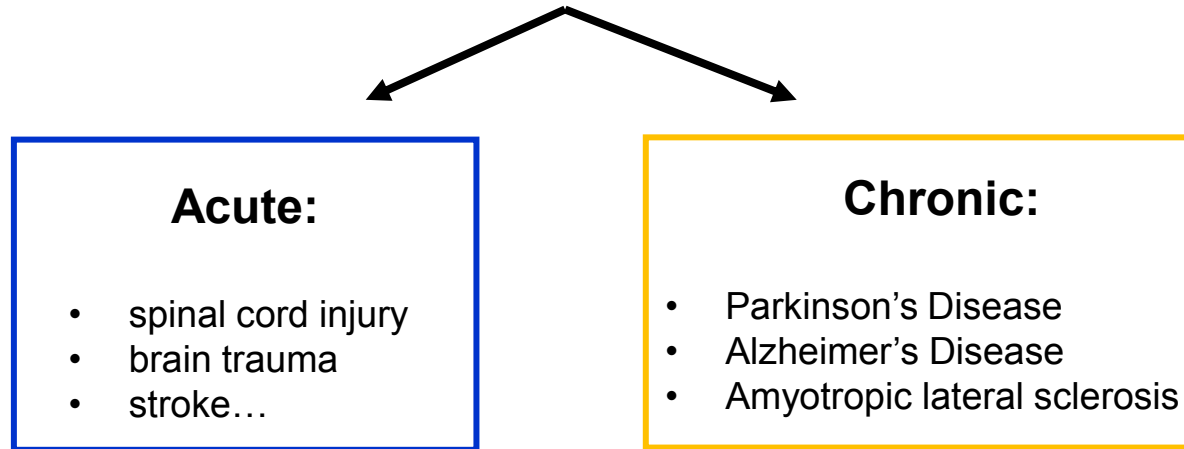 Acute:
• spinal cord injury
• brain trauma
• stroke…
Chronic:
• Parkinson’s Disease
• Alzheimer’s Disease
• Amyotropic lateral sclerosis